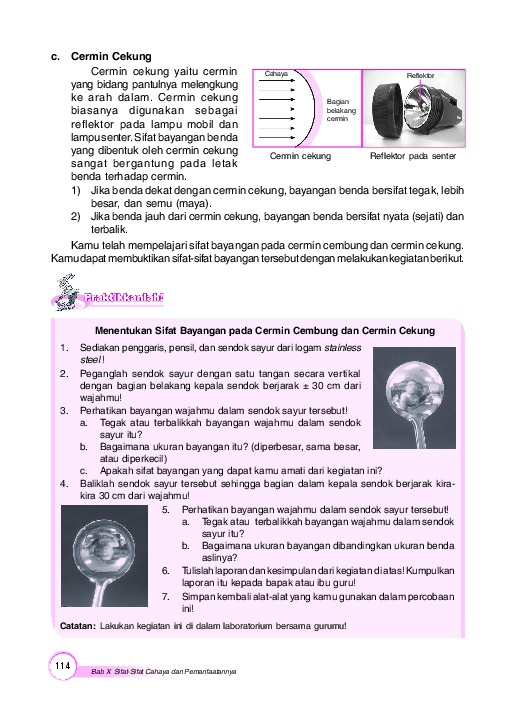 c. Cermin Cekung
Cermin cekung yaitu cermin
yang bidang pantulnya melengkung
ke arah dalam. Cermin cekung
biasanya digunakan sebagai
reflektor pada lampu mobil dan
lampu senter. Sifat bayangan benda
yang dibentuk oleh cermin cekung
sangat bergantung pada letak
benda terhadap cermin.
Cahaya
Bagian
belakang
cermin
Reflektor
Cermin cekung
Reflektor pada senter
1) Jika benda dekat dengan cermin cekung, bayangan benda bersifat tegak, lebih
besar, dan semu (maya).
2) Jika benda jauh dari cermin cekung, bayangan benda bersifat nyata (sejati) dan
terbalik.
Kamu telah mempelajari sifat bayangan pada cermin cembung dan cermin cekung.
Kamu dapat membuktikan sifat-sifat bayangan tersebut dengan melakukan kegiatan berikut.
Praktikkanlah!
Menentukan Sifat Bayangan pada Cermin Cembung dan Cermin Cekung
1. Sediakan penggaris, pensil, dan sendok sayur dari logam stainless
steel!
2. Peganglah sendok sayur dengan satu tangan secara vertikal
dengan bagian belakang kepala sendok berjarak ± 30 cm dari
wajahmu!
3. Perhatikan bayangan wajahmu dalam sendok sayur tersebut!
a. Tegak atau terbalikkah bayangan wajahmu dalam sendok
sayur itu?
b. Bagaimana ukuran bayangan itu? (diperbesar, sama besar,
atau diperkecil)
c. Apakah sifat bayangan yang dapat kamu amati dari kegiatan ini?
4. Baliklah sendok sayur tersebut sehingga bagian dalam kepala sendok berjarak kira-
kira 30 cm dari wajahmu!
5. Perhatikan bayangan wajahmu dalam sendok sayur tersebut!
a. Tegak atau terbalikkah bayangan wajahmu dalam sendok
sayur itu?
b. Bagaimana ukuran bayangan dibandingkan ukuran benda
aslinya?
6. Tulislah laporan dan kesimpulan dari kegiatan di atas! Kumpulkan
laporan itu kepada bapak atau ibu guru!
7. Simpan kembali alat-alat yang kamu gunakan dalam percobaan
ini!
Catatan: Lakukan kegiatan ini di dalam laboratorium bersama gurumu!
114
Bab X Sifat-Sifat Cahaya dan Pemanfaatannya